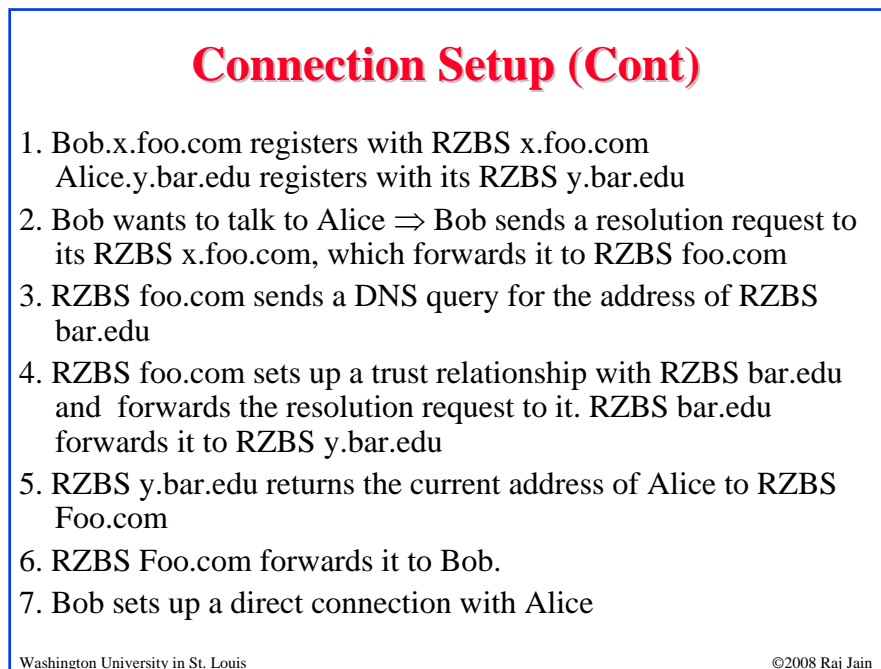 Connection Setup (Cont)
1. Bob.x.foo.com registers with RZBS x.foo.com
Alice.y.bar.edu registers with its RZBS y.bar.edu
2. Bob wants to talk to Alice ⇒ Bob sends a resolution request to
its RZBS x.foo.com, which forwards it to RZBS foo.com
3. RZBS foo.com sends a DNS query for the address of RZBS
bar.edu
4. RZBS foo.com sets up a trust relationship with RZBS bar.edu
and forwards the resolution request to it. RZBS bar.edu
forwards it to RZBS y.bar.edu
5. RZBS y.bar.edu returns the current address of Alice to RZBS
Foo.com
6. RZBS Foo.com forwards it to Bob.
7. Bob sets up a direct connection with Alice
Washington University in St. Louis
©2008 Raj Jain